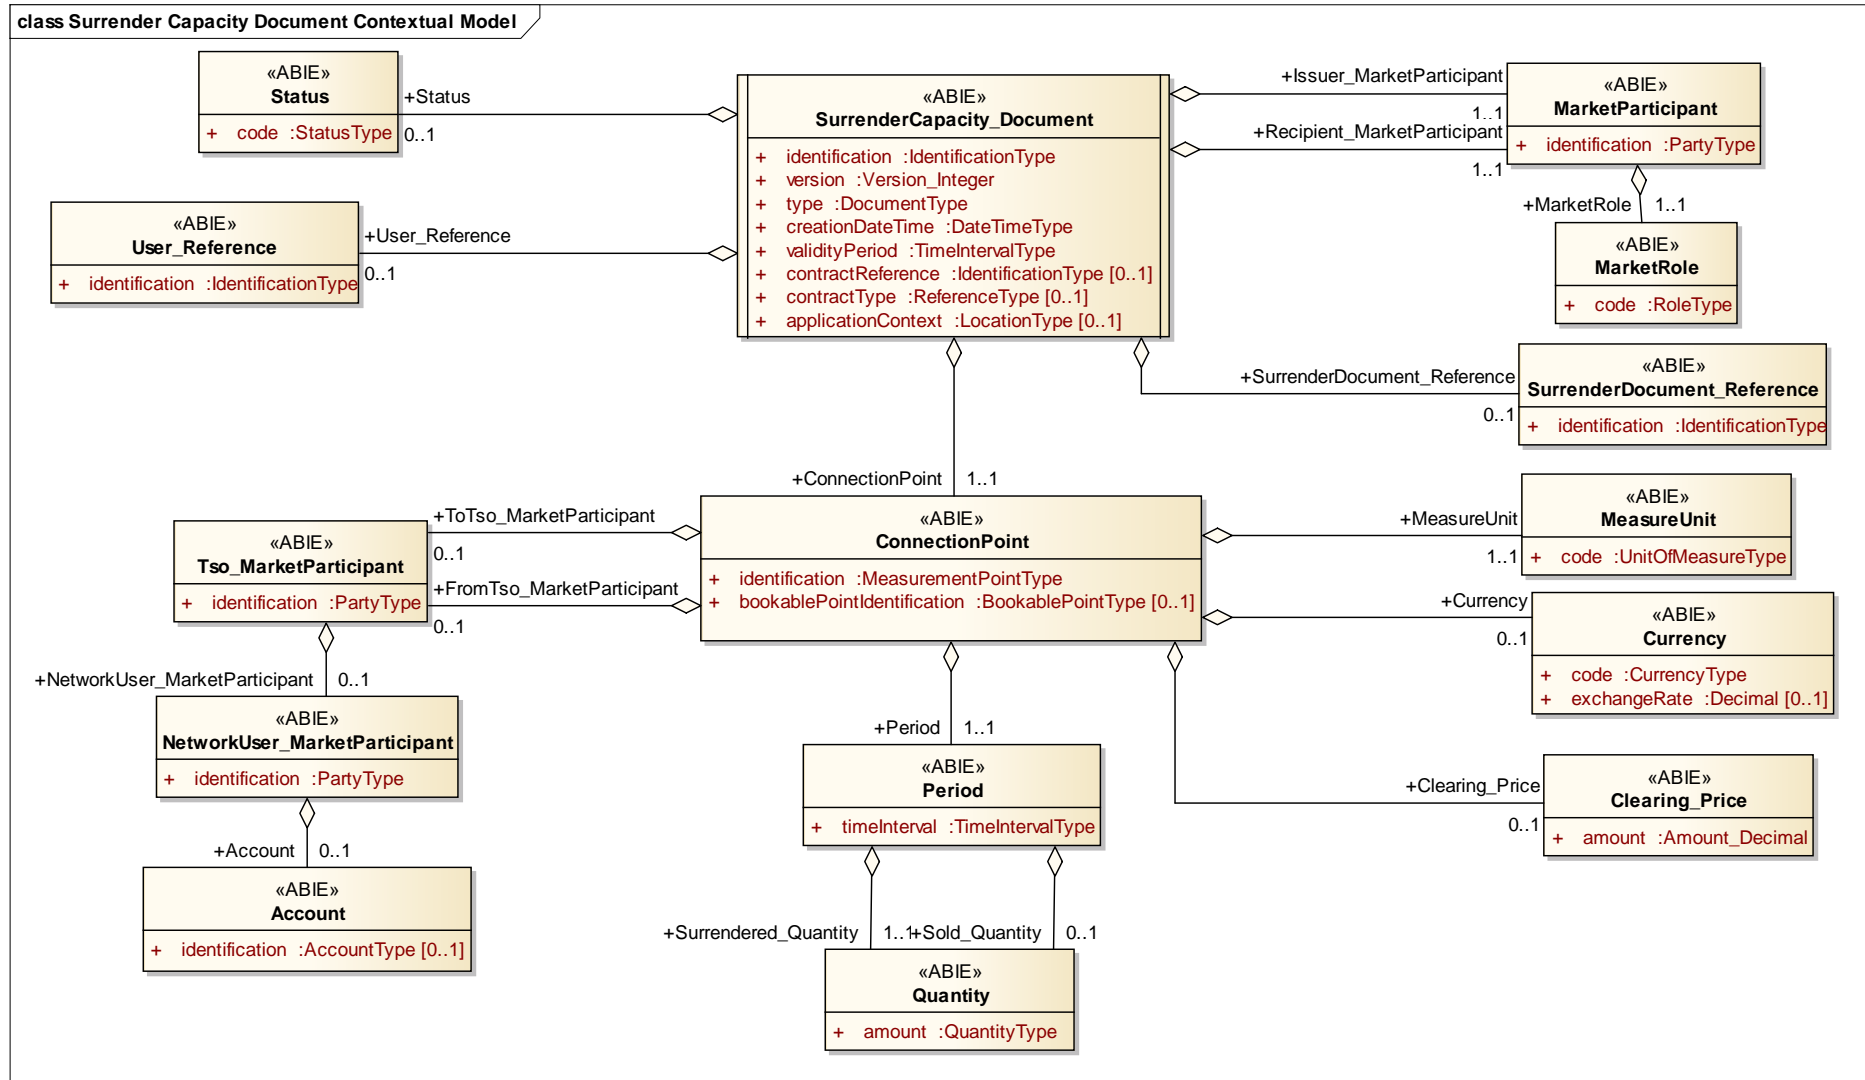 class Surrender Capacity Document Contextual Model
«ABIE»
Status
+ code :StatusType
+Status
0..1
«ABIE»
User_Reference
+ identification :IdentificationType
+User_Reference
0..1
«ABIE»
SurrenderCapacity_Document
+ identification :IdentificationType
+ version :Version_Integer
+ type :DocumentType
+ creationDateTime :DateTimeType
+ validityPeriod :TimeIntervalType
+ contractReference :IdentificationType [0..1]
+ contractType :ReferenceType [0..1]
+ applicationContext :LocationType [0..1]
+Issuer_MarketParticipant
1..1
+Recipient_MarketParticipant
1..1
«ABIE»
MarketParticipant
+ identification :PartyType
+MarketRole
1..1
«ABIE»
MarketRole
+ code :RoleType
+SurrenderDocument_Reference
0..1
«ABIE»
SurrenderDocument_Reference
+ identification :IdentificationType
+ConnectionPoint
1..1
«ABIE»
ConnectionPoint
+ identification :MeasurementPointType
+ bookablePointIdentification :BookablePointType [0..1]
+ToTso_MarketParticipant
0..1
+FromTso_MarketParticipant
0..1
«ABIE»
Tso_MarketParticipant
+ identification :PartyType
+NetworkUser_MarketParticipant
0..1
«ABIE»
NetworkUser_MarketParticipant
+ identification :PartyType
+Account
0..1
«ABIE»
Account
+ identification :AccountType [0..1]
+MeasureUnit
1..1
«ABIE»
MeasureUnit
+ code :UnitOfMeasureType
+Currency
0..1
«ABIE»
Currency
+ code :CurrencyType
+ exchangeRate :Decimal [0..1]
+Clearing_Price
0..1
«ABIE»
Clearing_Price
+ amount :Amount_Decimal
+Period
1..1
«ABIE»
Period
+ timeInterval :TimeIntervalType
+Surrendered_Quantity
1..1
+Sold_Quantity
0..1
«ABIE»
Quantity
+ amount :QuantityType